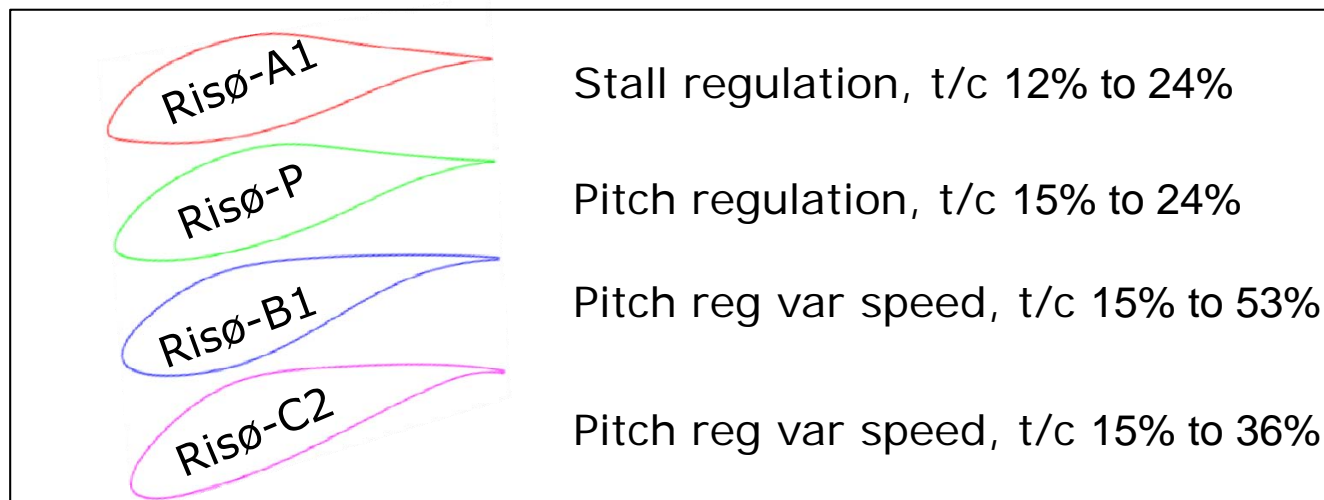 Risø-A1 Stall regulation, t/c 12% to 24%
Risø-P Pitch regulation, t/c 15% to 24%
Risø-B1 Pitch reg var speed, t/c 15% to 53%
Risø-C2 Pitch reg var speed, t/c 15% to 36%